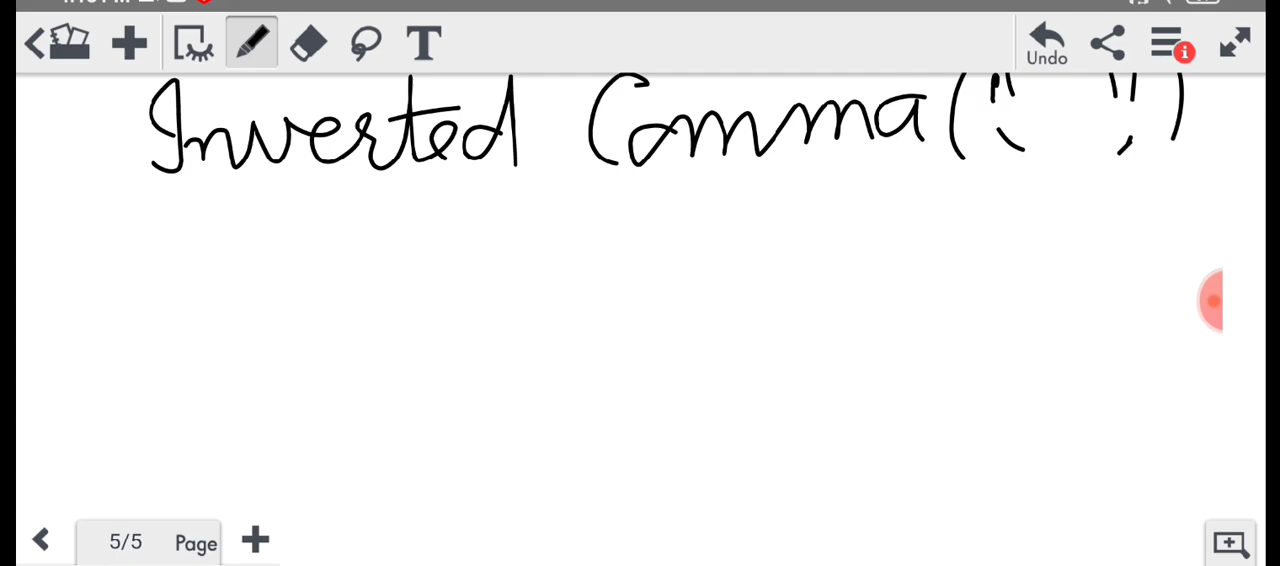 T
Undo
Inverted Comma (" ")
5/5 Page